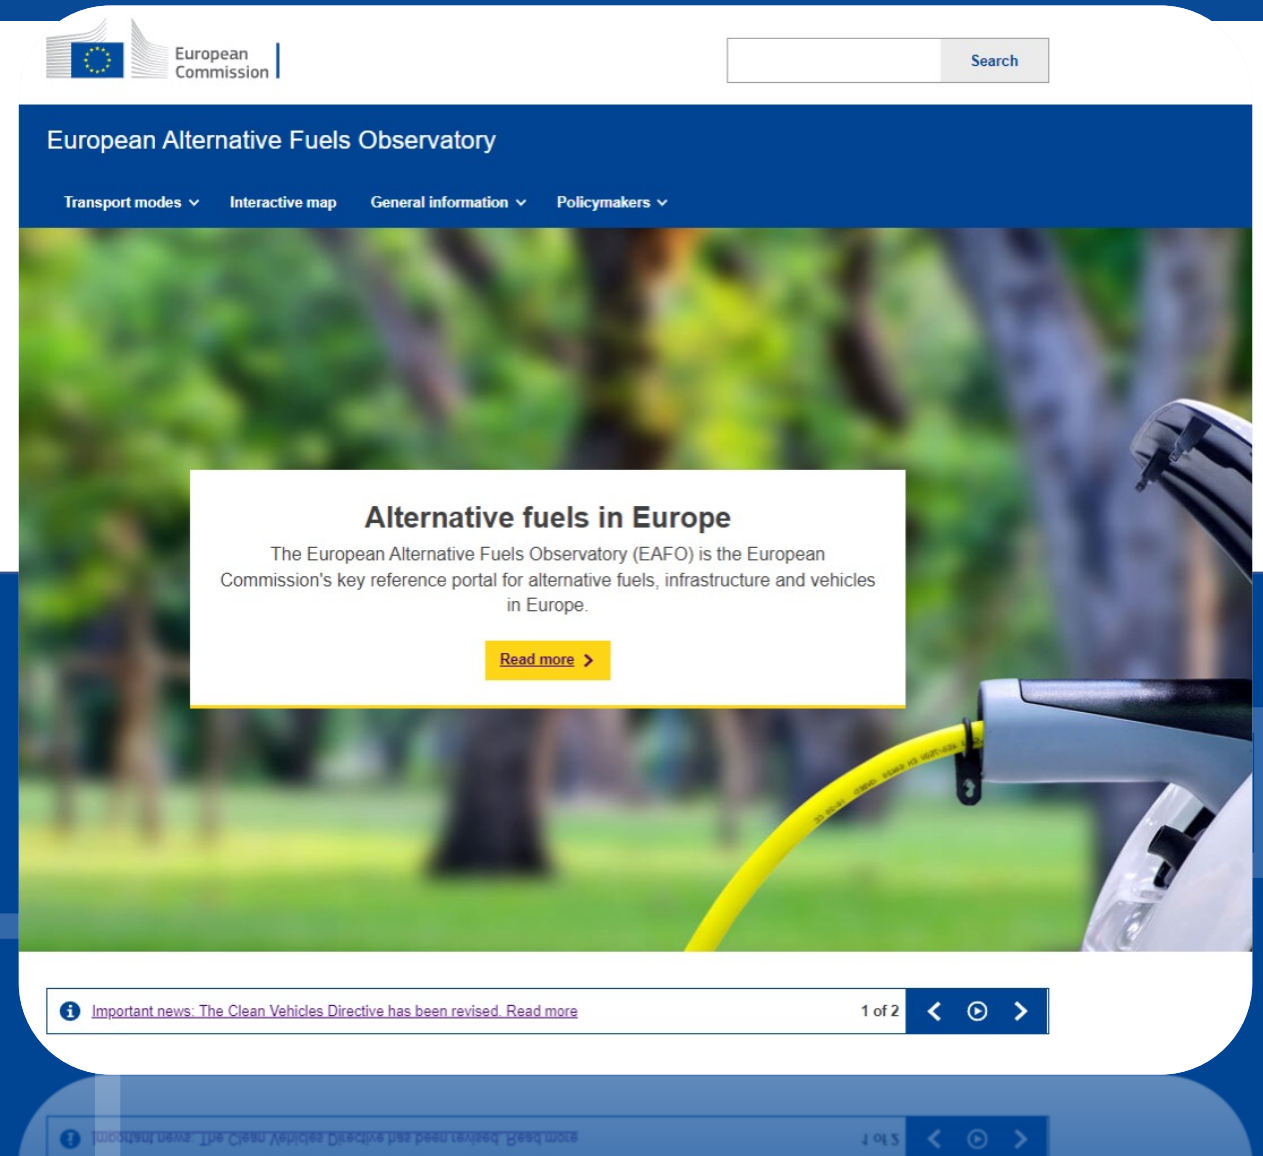 European
Commission
Search
European Alternative Fuels Observatory
Transport modes
Interactive map
General information
Policymakers
Alternative fuels in Europe
The European Alternative Fuels Observatory (EAFO) is the European
Commission's key reference portal for alternative fuels, infrastructure and vehicles
in Europe.
Read more
Important news: The Clean Vehicles Directive has been revised. Read more
1 of 2